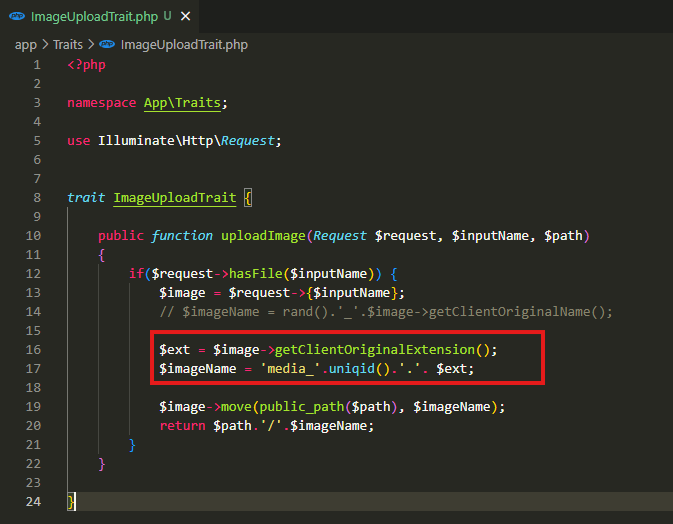 ImageUploadTrait.php U ×
app > Traits > ImageUploadTrait.php
1 <?php
2
3 namespace App\Traits;
4
5 use Illuminate\Http\Request;
6
7
8 trait ImageUploadTrait {
9
10 public function uploadImage(Request $request, $inputName, $path)
11 {
12 if($request->hasFile($inputName)) {
13 $image = $request->{$inputName};
14 // $imageName = rand().'_'.$image->getClientOriginalName();
15
16 $ext = $image->getClientOriginalExtension();
17 $imageName = 'media_'.uniqid().'.'. $ext;
18
19 $image->move(public_path($path), $imageName);
20 return $path.'/'.$imageName;
21 }
22 }
23
24 }